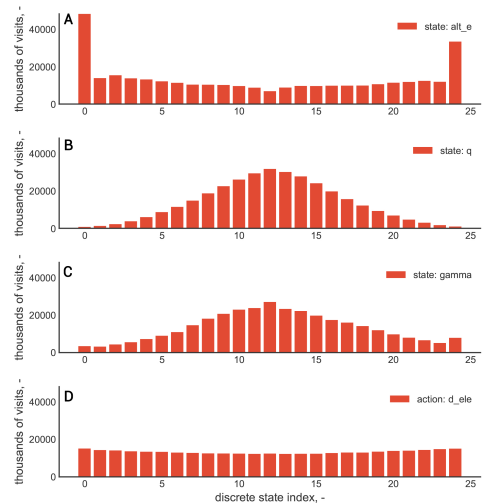 A
state: alt_e
thousands of visits, -
40000
20000
0
0 5 10 15 20 25
B
state: q
thousands of visits, -
40000
20000
0
0 5 10 15 20 25
C
state: gamma
thousands of visits, -
40000
20000
0
0 5 10 15 20 25
D
action: d_ele
thousands of visits, -
40000
20000
0
0 5 10 15 20 25
discrete state index, -